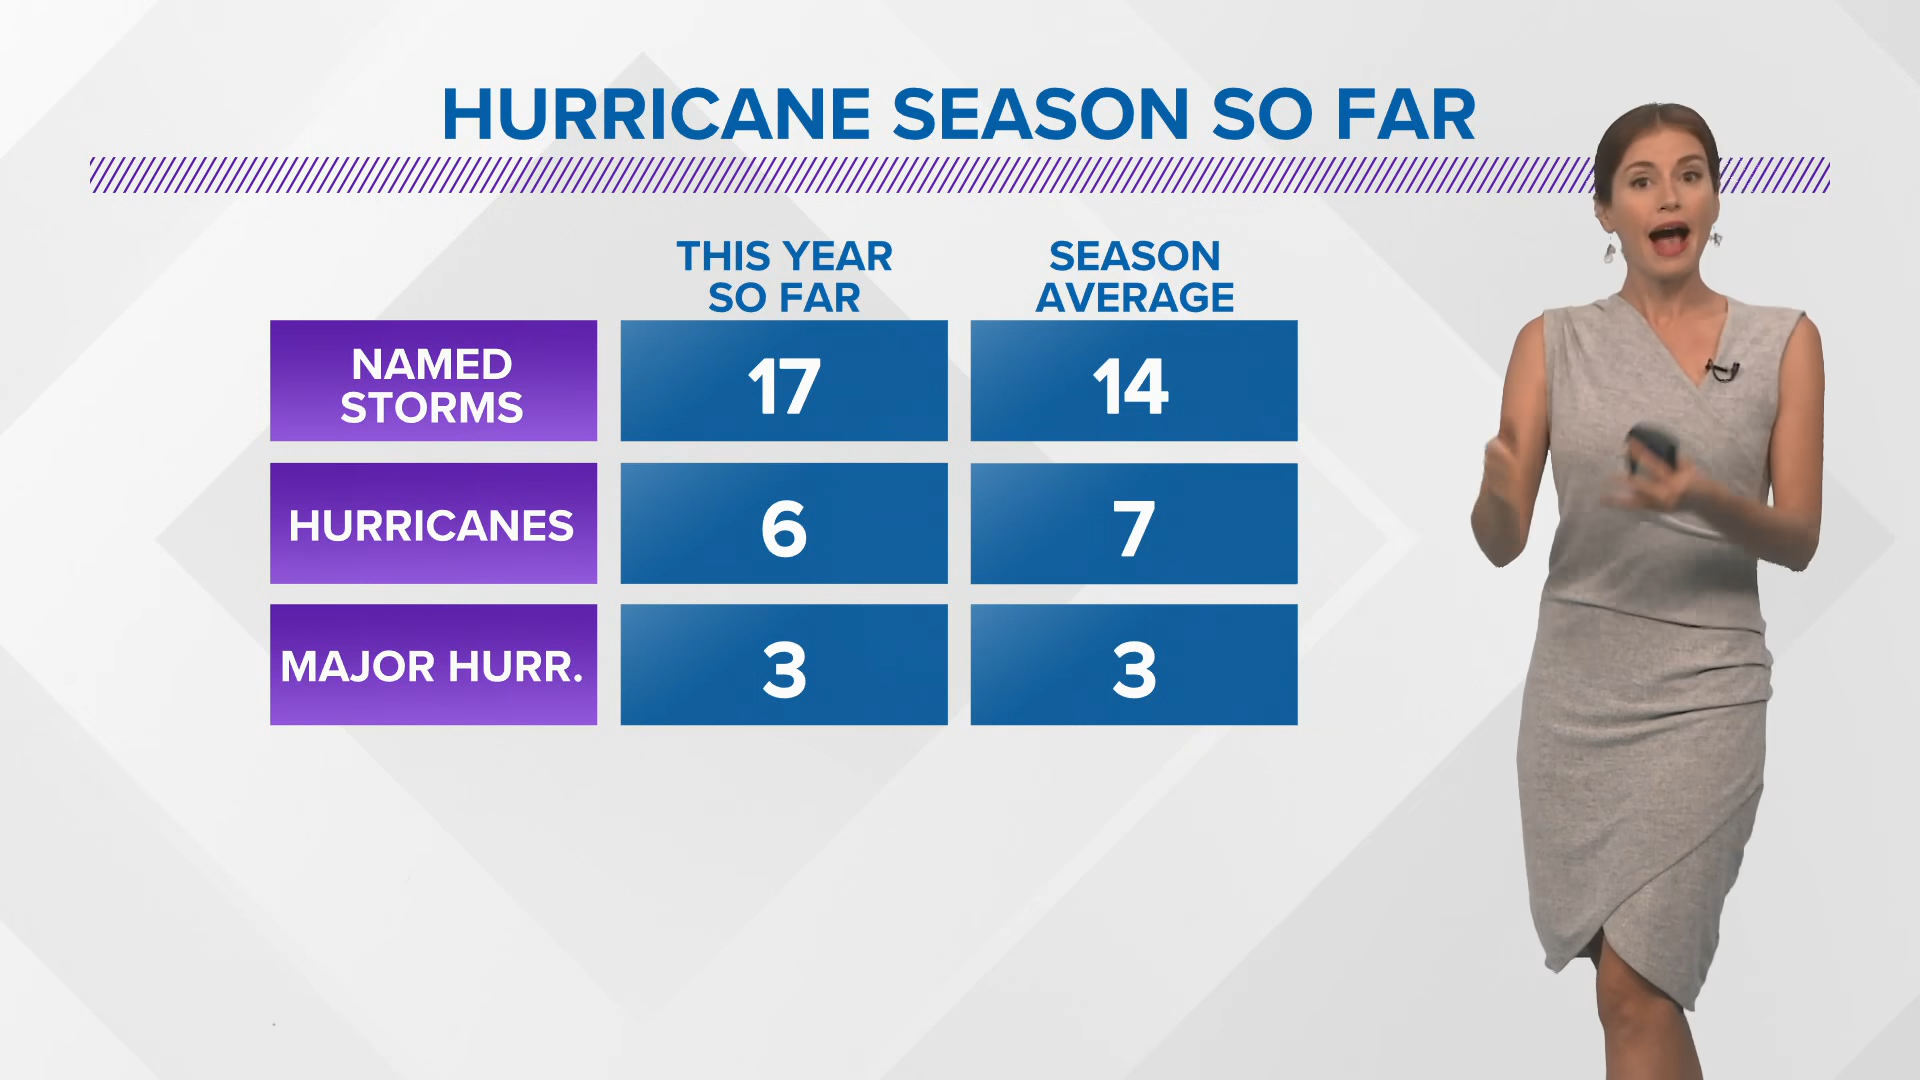 HURRICANE SEASON SO FAR
THIS YEAR
SO FAR
SEASON
AVERAGE
NAMED
STORMS
17
14
HURRICANES
6
7
MAJOR HURR.
3
3